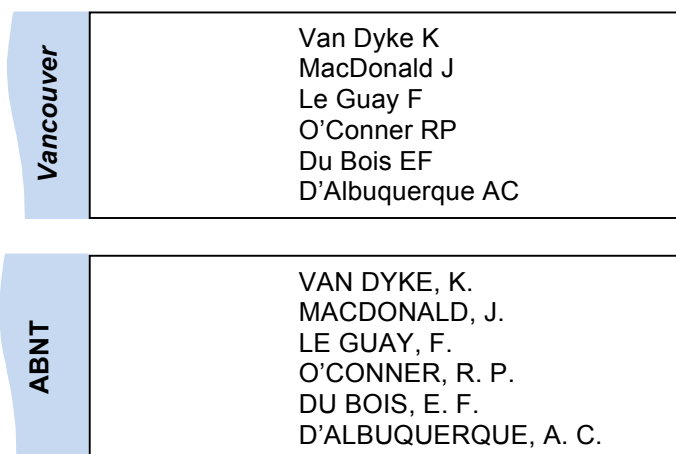 Vancouver
Van Dyke K
MacDonald J
Le Guay F
O’Conner RP
Du Bois EF
D’Albuquerque AC
ABNT
VAN DYKE, K.
MACDONALD, J.
LE GUAY, F.
O’CONNER, R. P.
DU BOIS, E. F.
D’ALBUQUERQUE, A. C.